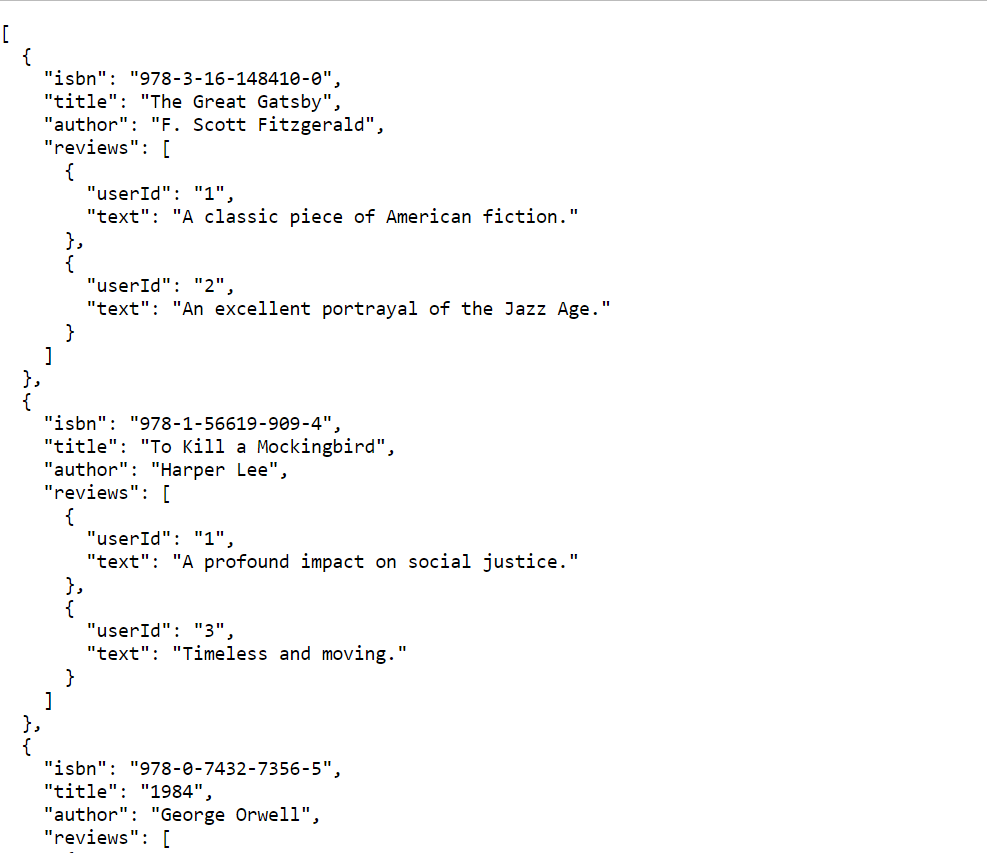 [
  {
    "isbn": "978-3-16-148410-0",
    "title": "The Great Gatsby",
    "author": "F. Scott Fitzgerald",
    "reviews": [
      {
        "userId": "1",
        "text": "A classic piece of American fiction."
      },
      {
        "userId": "2",
        "text": "An excellent portrayal of the Jazz Age."
      }
    ]
  },
  {
    "isbn": "978-1-56619-909-4",
    "title": "To Kill a Mockingbird",
    "author": "Harper Lee",
    "reviews": [
      {
        "userId": "1",
        "text": "A profound impact on social justice."
      },
      {
        "userId": "3",
        "text": "Timeless and moving."
      }
    ]
  },
  {
    "isbn": "978-0-7432-7356-5",
    "title": "1984",
    "author": "George Orwell",
    "reviews": [